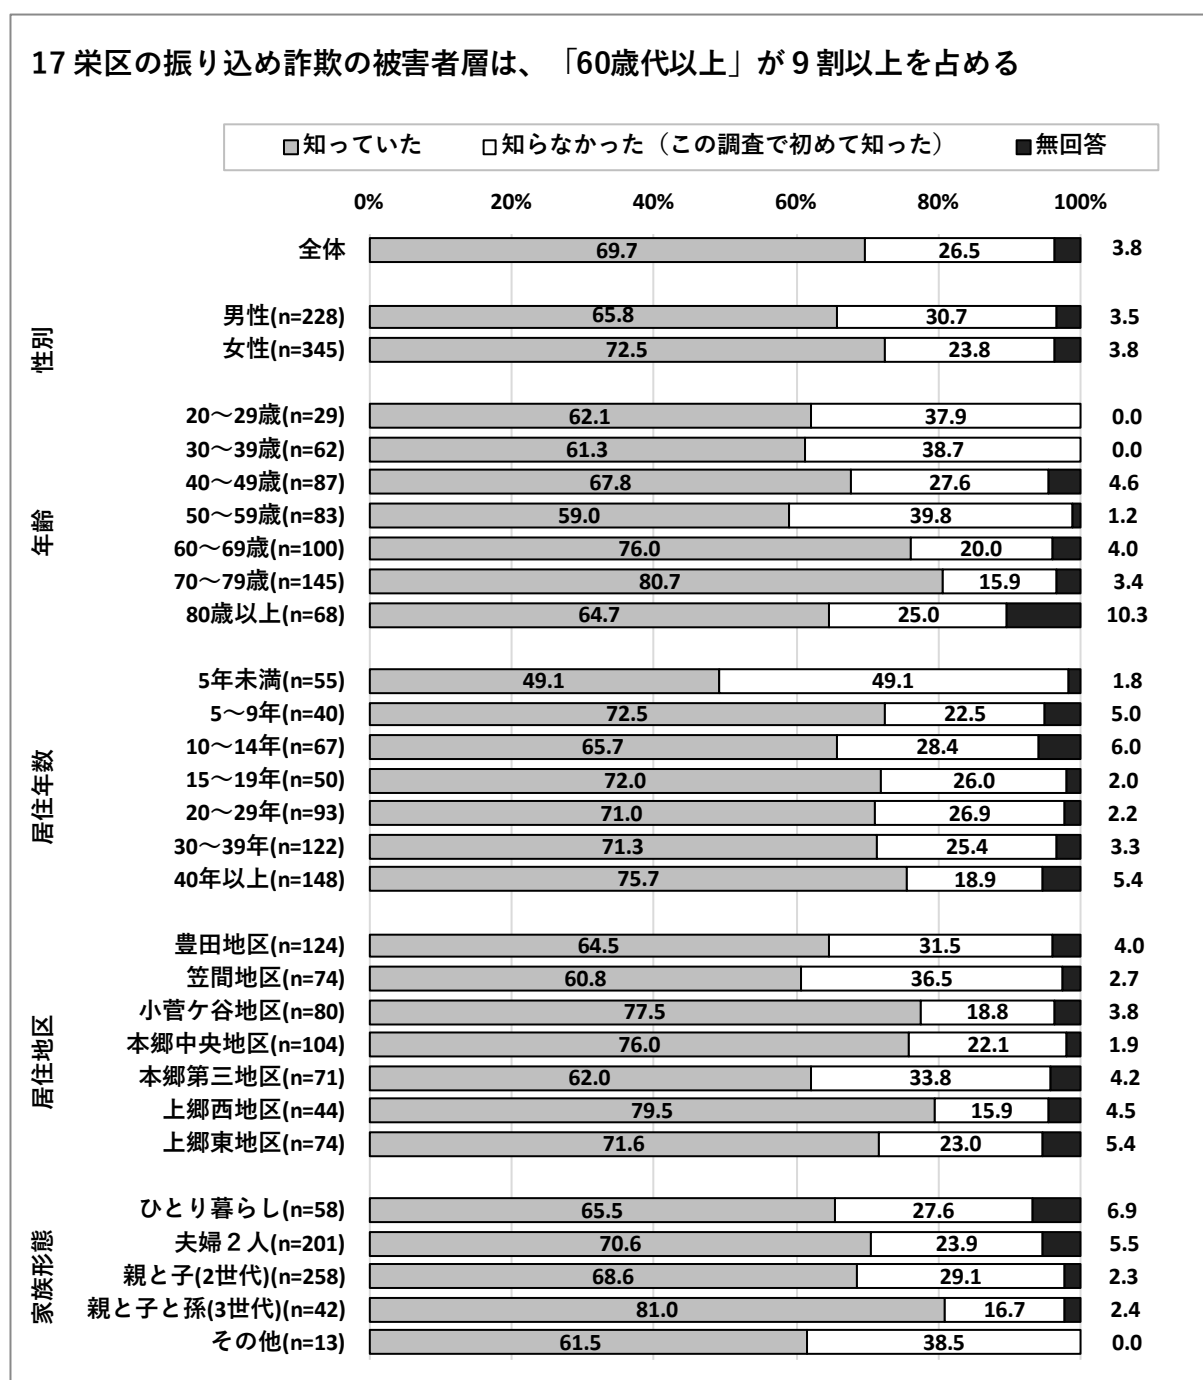 17 栄区の振り込め詐欺の被害者層は、「60歳代以上」が９割以上を占める
知っていた 知らなかった（この調査で初めて知った） 無回答
0% 20% 40% 60% 80% 100%
全体 69.7 26.5 3.8
性別
男性(n=228) 65.8 30.7 3.5
女性(n=345) 72.5 23.8 3.8
年齢
20～29歳(n=29) 62.1 37.9 0.0
30～39歳(n=62) 61.3 38.7 0.0
40～49歳(n=87) 67.8 27.6 4.6
50～59歳(n=83) 59.0 39.8 1.2
60～69歳(n=100) 76.0 20.0 4.0
70～79歳(n=145) 80.7 15.9 3.4
80歳以上(n=68) 64.7 25.0 10.3
居住年数
5年未満(n=55) 49.1 49.1 1.8
5～9年(n=40) 72.5 22.5 5.0
10～14年(n=67) 65.7 28.4 6.0
15～19年(n=50) 72.0 26.0 2.0
20～29年(n=93) 71.0 26.9 2.2
30～39年(n=122) 71.3 25.4 3.3
40年以上(n=148) 75.7 18.9 5.4
居住地区
豊田地区(n=124) 64.5 31.5 4.0
笠間地区(n=74) 60.8 36.5 2.7
小菅ケ谷地区(n=80) 77.5 18.8 3.8
本郷中央地区(n=104) 76.0 22.1 1.9
本郷第三地区(n=71) 62.0 33.8 4.2
上郷西地区(n=44) 79.5 15.9 4.5
上郷東地区(n=74) 71.6 23.0 5.4
家族形態
ひとり暮らし(n=58) 65.5 27.6 6.9
夫婦２人(n=201) 70.6 23.9 5.5
親と子(2世代)(n=258) 68.6 29.1 2.3
親と子と孫(3世代)(n=42) 81.0 16.7 2.4
その他(n=13) 61.5 38.5 0.0